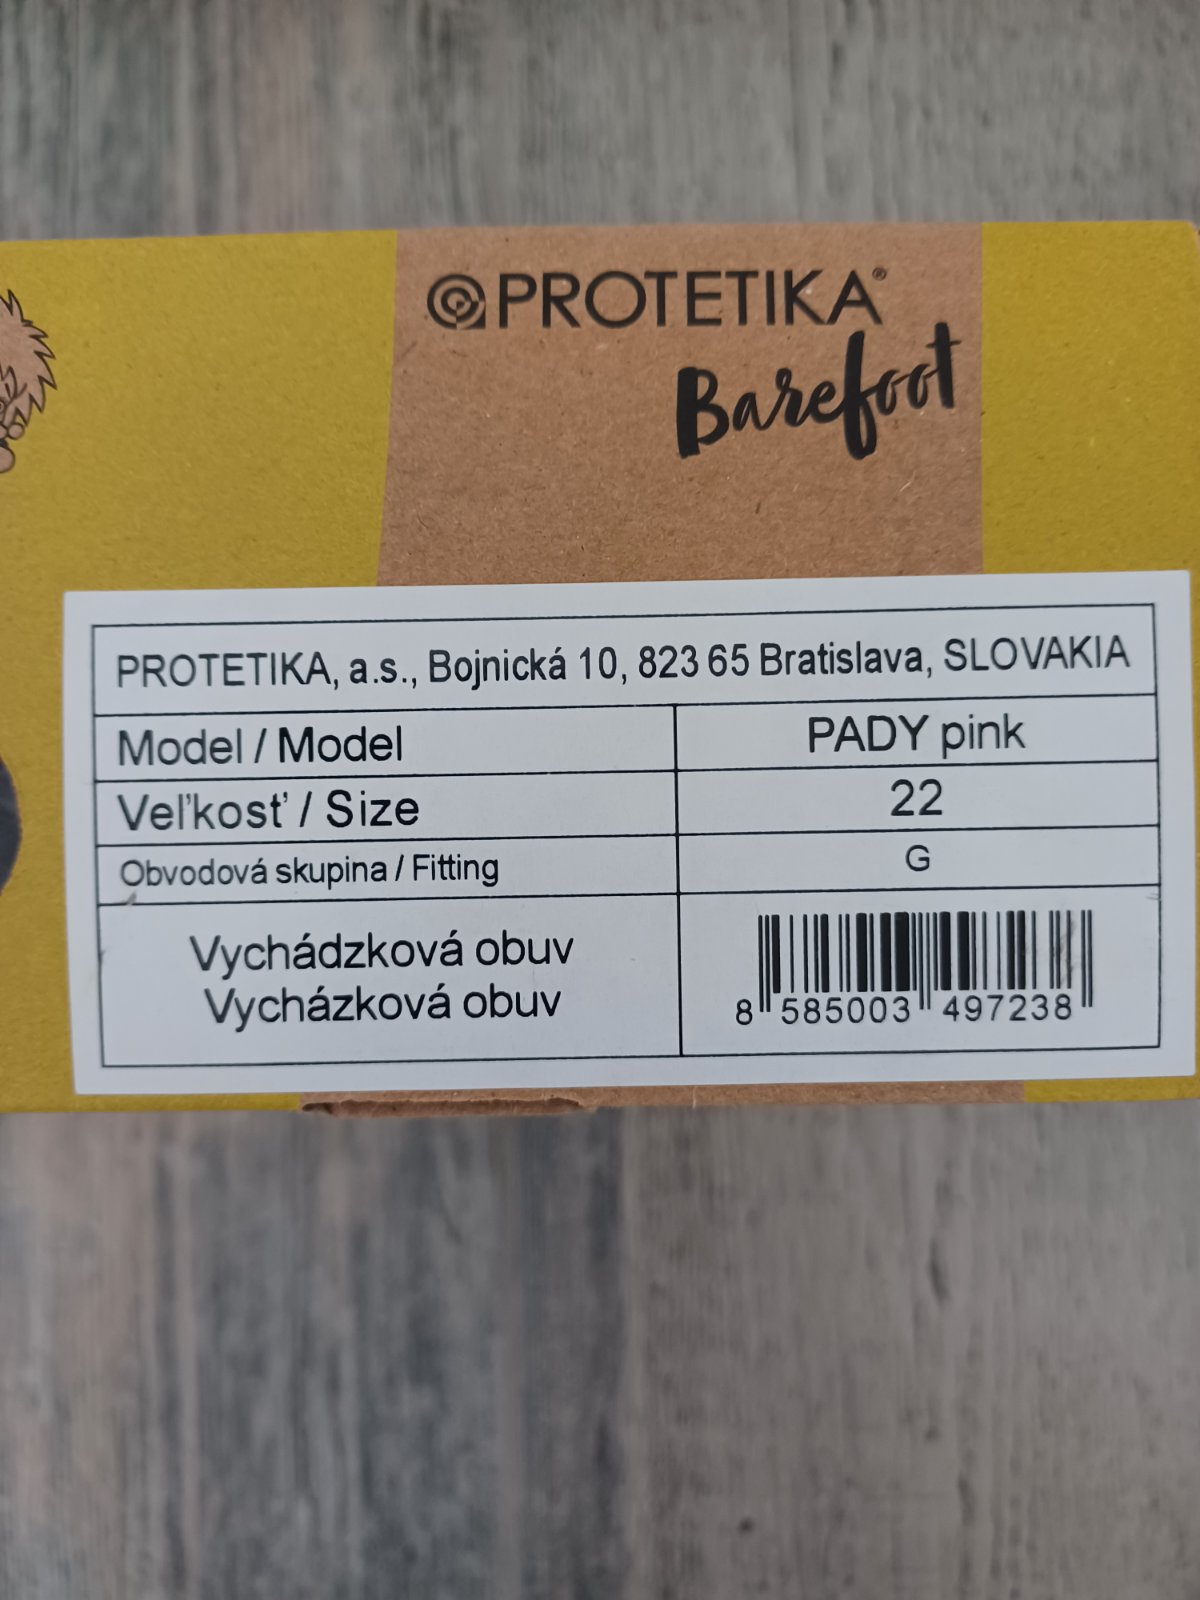 PROTETIKA®
Barefoot
PROTETIKA, a.s., Bojnická 10, 823 65 Bratislava, SLOVAKIA
Model / Model PADY pink
Veľkosť / Size 22
Obvodová skupina / Fitting G
Vychádzková obuv
Vycházková obuv
8 585003 497238